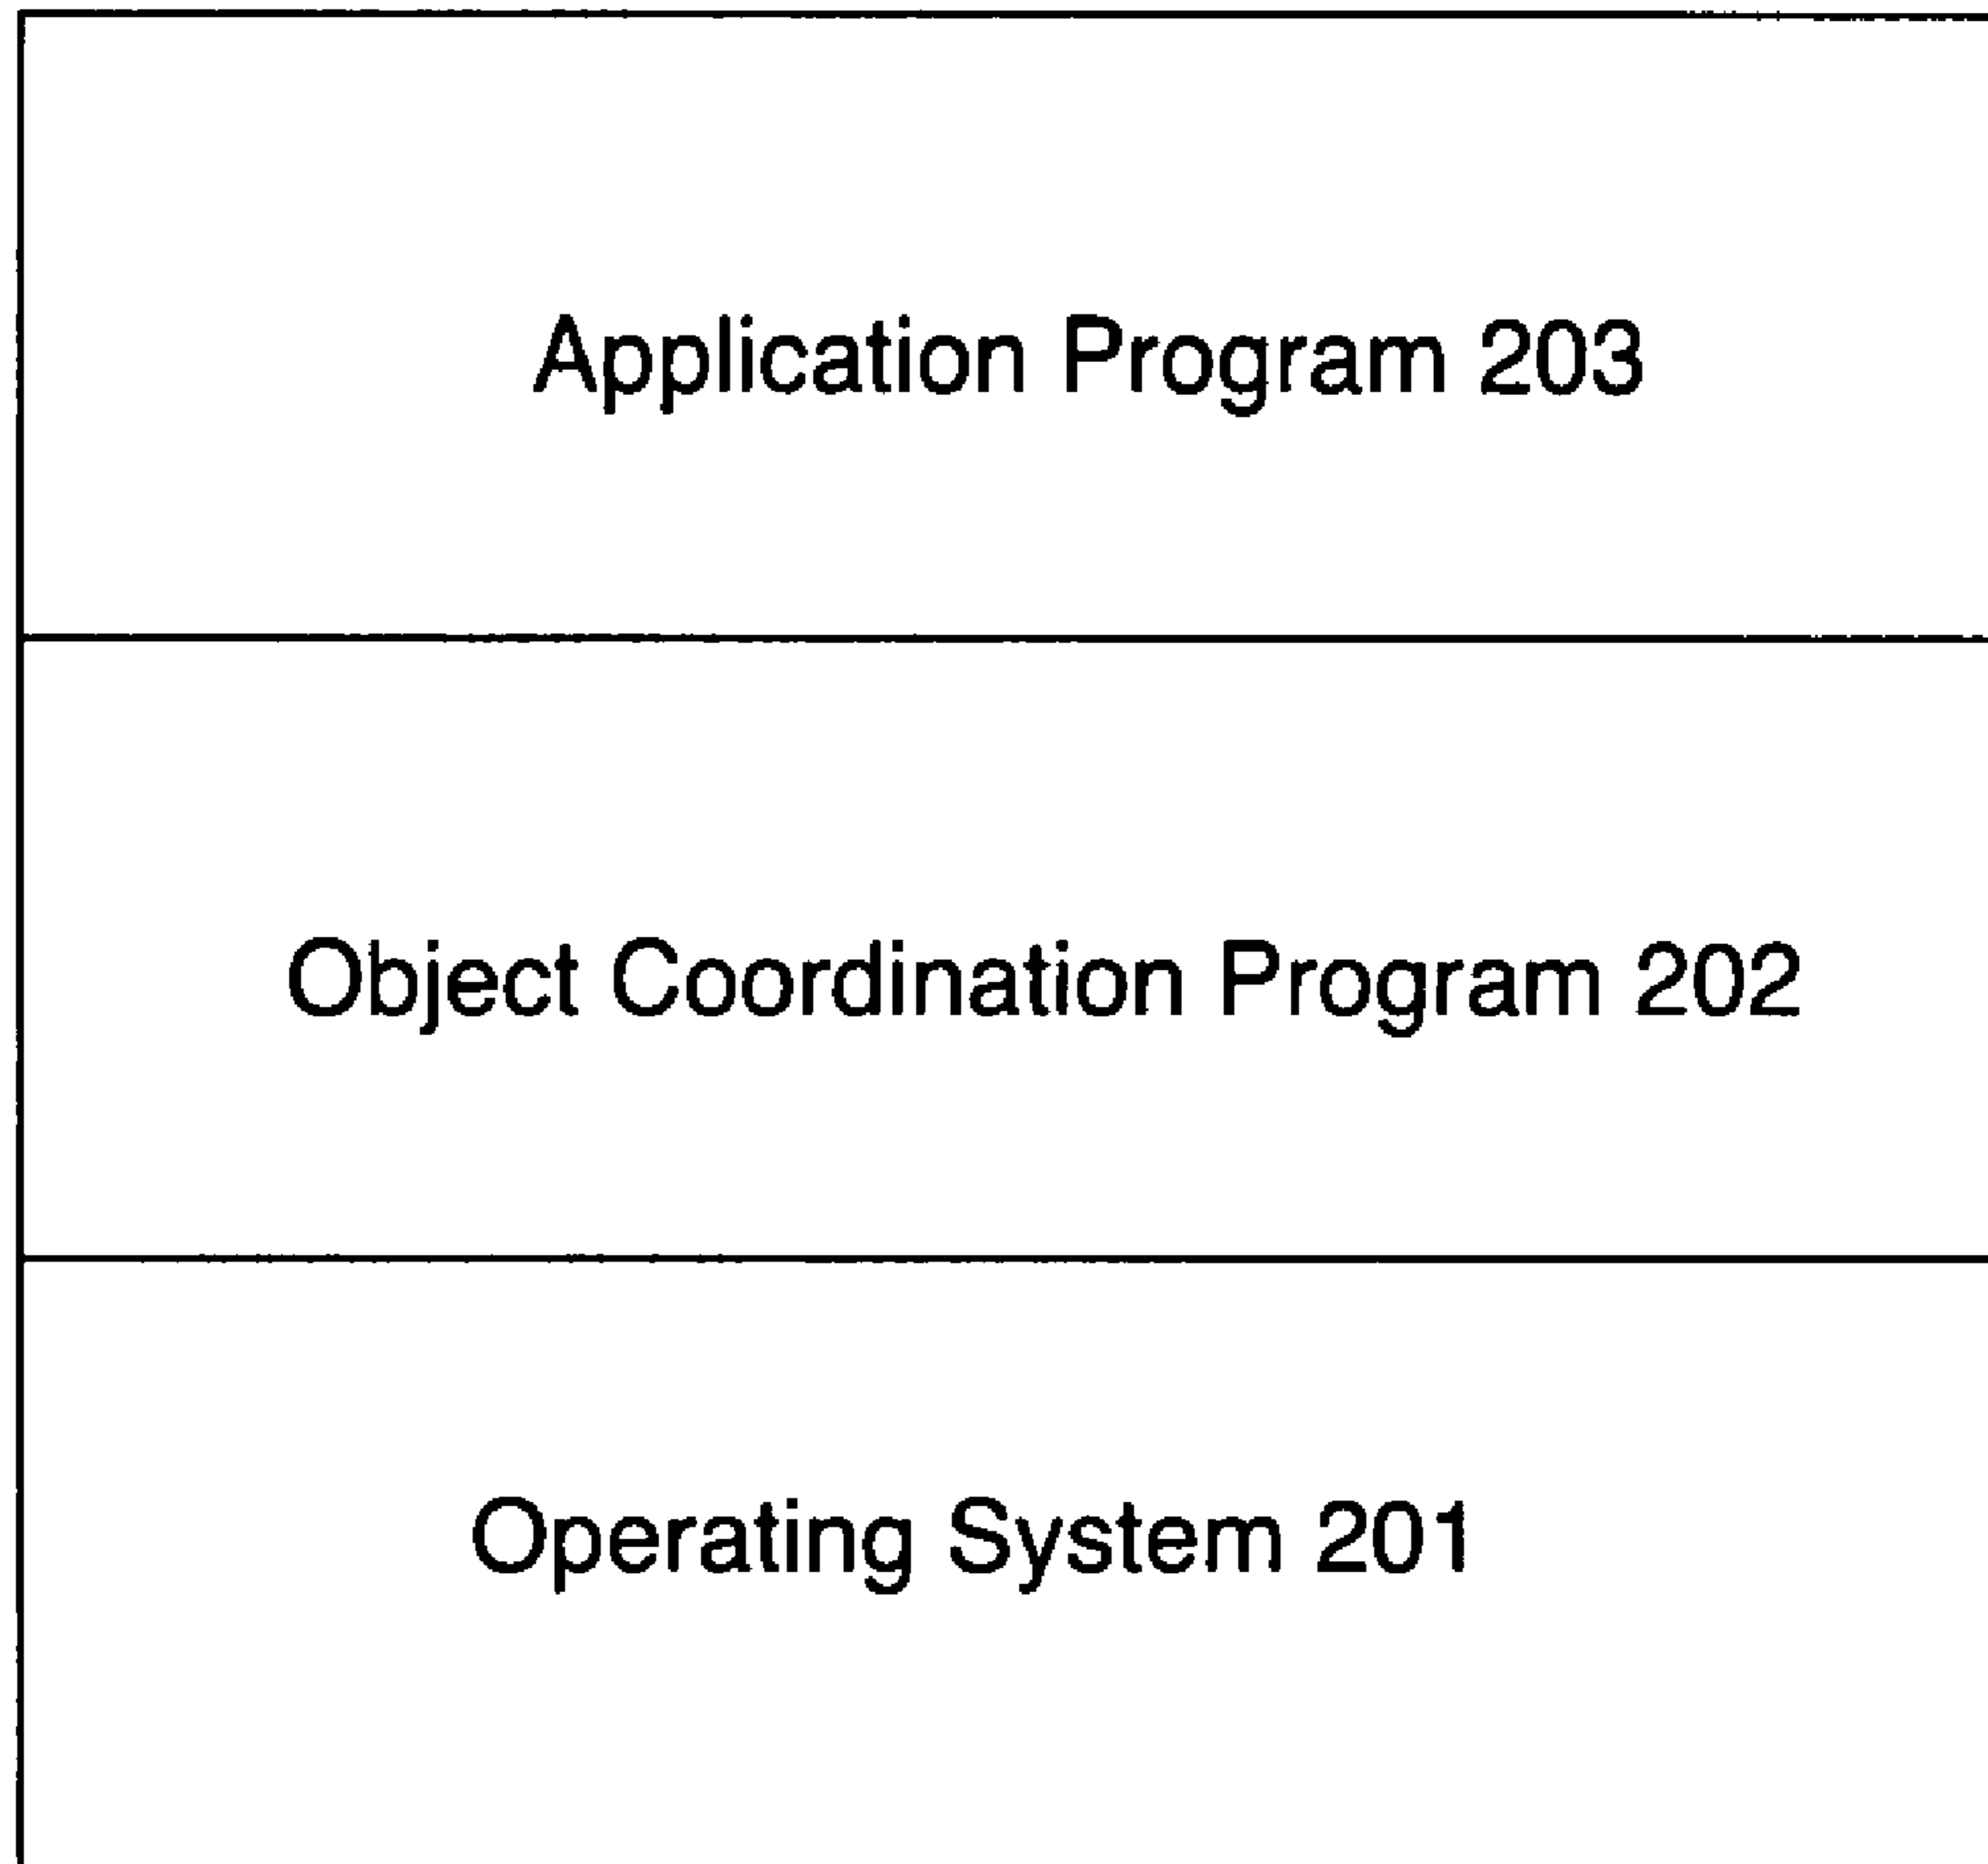 Application Program 203
Object Coordination Program 202
Operating System 201